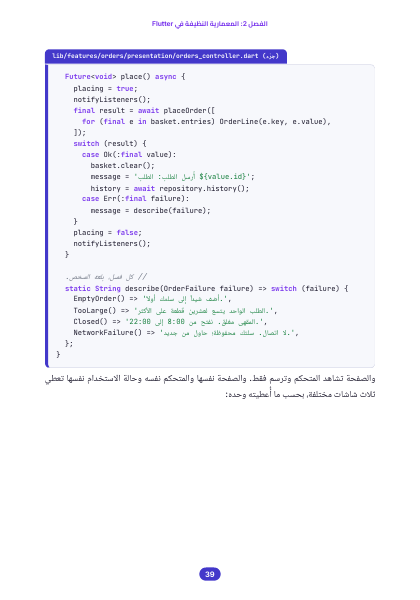 الفصل 2: المعمارية النظيفة في Flutter
lib/features/orders/presentation/orders_controller.dart (جزء)
Future<void> place() async {
placing = true;
notifyListeners();
final result = await placeOrder([
for (final e in basket.entries) OrderLine(e.key, e.value),
]);
switch (result) {
case Ok(:final value):
basket.clear();
message = 'أُرسل الطلب: الطلب ${value.id}';
history = await repository.history();
case Err(:final failure):
message = describe(failure);
}
placing = false;
notifyListeners();
}
// كل فشل، بلغة الشخص.
static String describe(OrderFailure failure) => switch (failure) {
EmptyOrder() => 'أضف شيئًا إلى سلتك أولًا.',
TooLarge() => 'الطلب الواحد يتسع لعشرين قطعة على الأكثر.',
Closed() => 'المقهى مغلق. نفتح من 8:00 إلى 22:00.',
NetworkFailure() => 'لا اتصال. سلتك محفوظة؛ حاول من جديد.',
};
}
والصفحة تشاهد المتحكم وترسم فقط. والصفحة نفسها والمتحكم نفسه وحالة الاستخدام نفسها تعطي
ثلاث شاشات مختلفة، بحسب ما أُعطيته وحده:
39